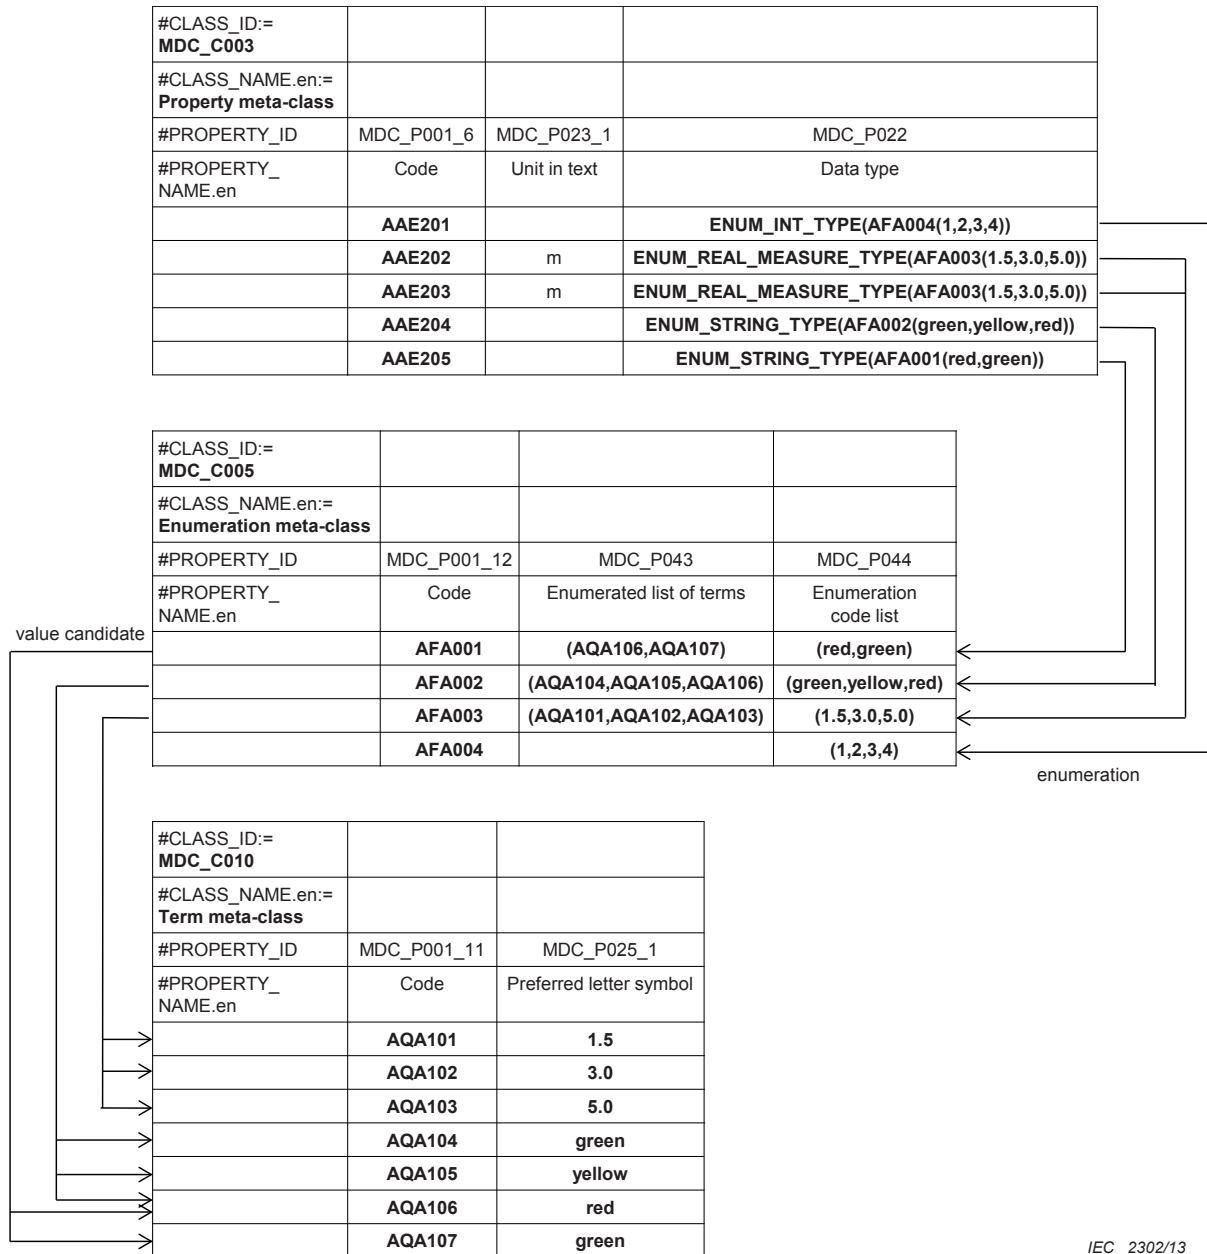 #CLASS_ID:=
MDC_C003
#CLASS_NAME.en:=
Property meta-class
#PROPERTY_ID MDC_P001_6 MDC_P023_1 MDC_P022
#PROPERTY_ Code Unit in text Data type
NAME.en
AAE201 ENUM_INT_TYPE(AFA004(1,2,3,4))
AAE202 m ENUM_REAL_MEASURE_TYPE(AFA003(1.5,3.0,5.0))
AAE203 m ENUM_REAL_MEASURE_TYPE(AFA003(1.5,3.0,5.0))
AAE204 ENUM_STRING_TYPE(AFA002(green,yellow,red))
AAE205 ENUM_STRING_TYPE(AFA001(red,green))
#CLASS_ID:=
MDC_C005
#CLASS_NAME.en:=
Enumeration meta-class
#PROPERTY_ID MDC_P001_12 MDC_P043 MDC_P044
#PROPERTY_ Code Enumerated list of terms Enumeration
NAME.en code list
value candidate
AFA001 (AQA106,AQA107) (red,green)
AFA002 (AQA104,AQA105,AQA106) (green,yellow,red)
AFA003 (AQA101,AQA102,AQA103) (1.5,3.0,5.0)
AFA004 (1,2,3,4)
enumeration
#CLASS_ID:=
MDC_C010
#CLASS_NAME.en:=
Term meta-class
#PROPERTY_ID MDC_P001_11 MDC_P025_1
#PROPERTY_ Code Preferred letter symbol
NAME.en
AQA101 1.5
AQA102 3.0
AQA103 5.0
AQA104 green
AQA105 yellow
AQA106 red
AQA107 green
IEC 2302/13